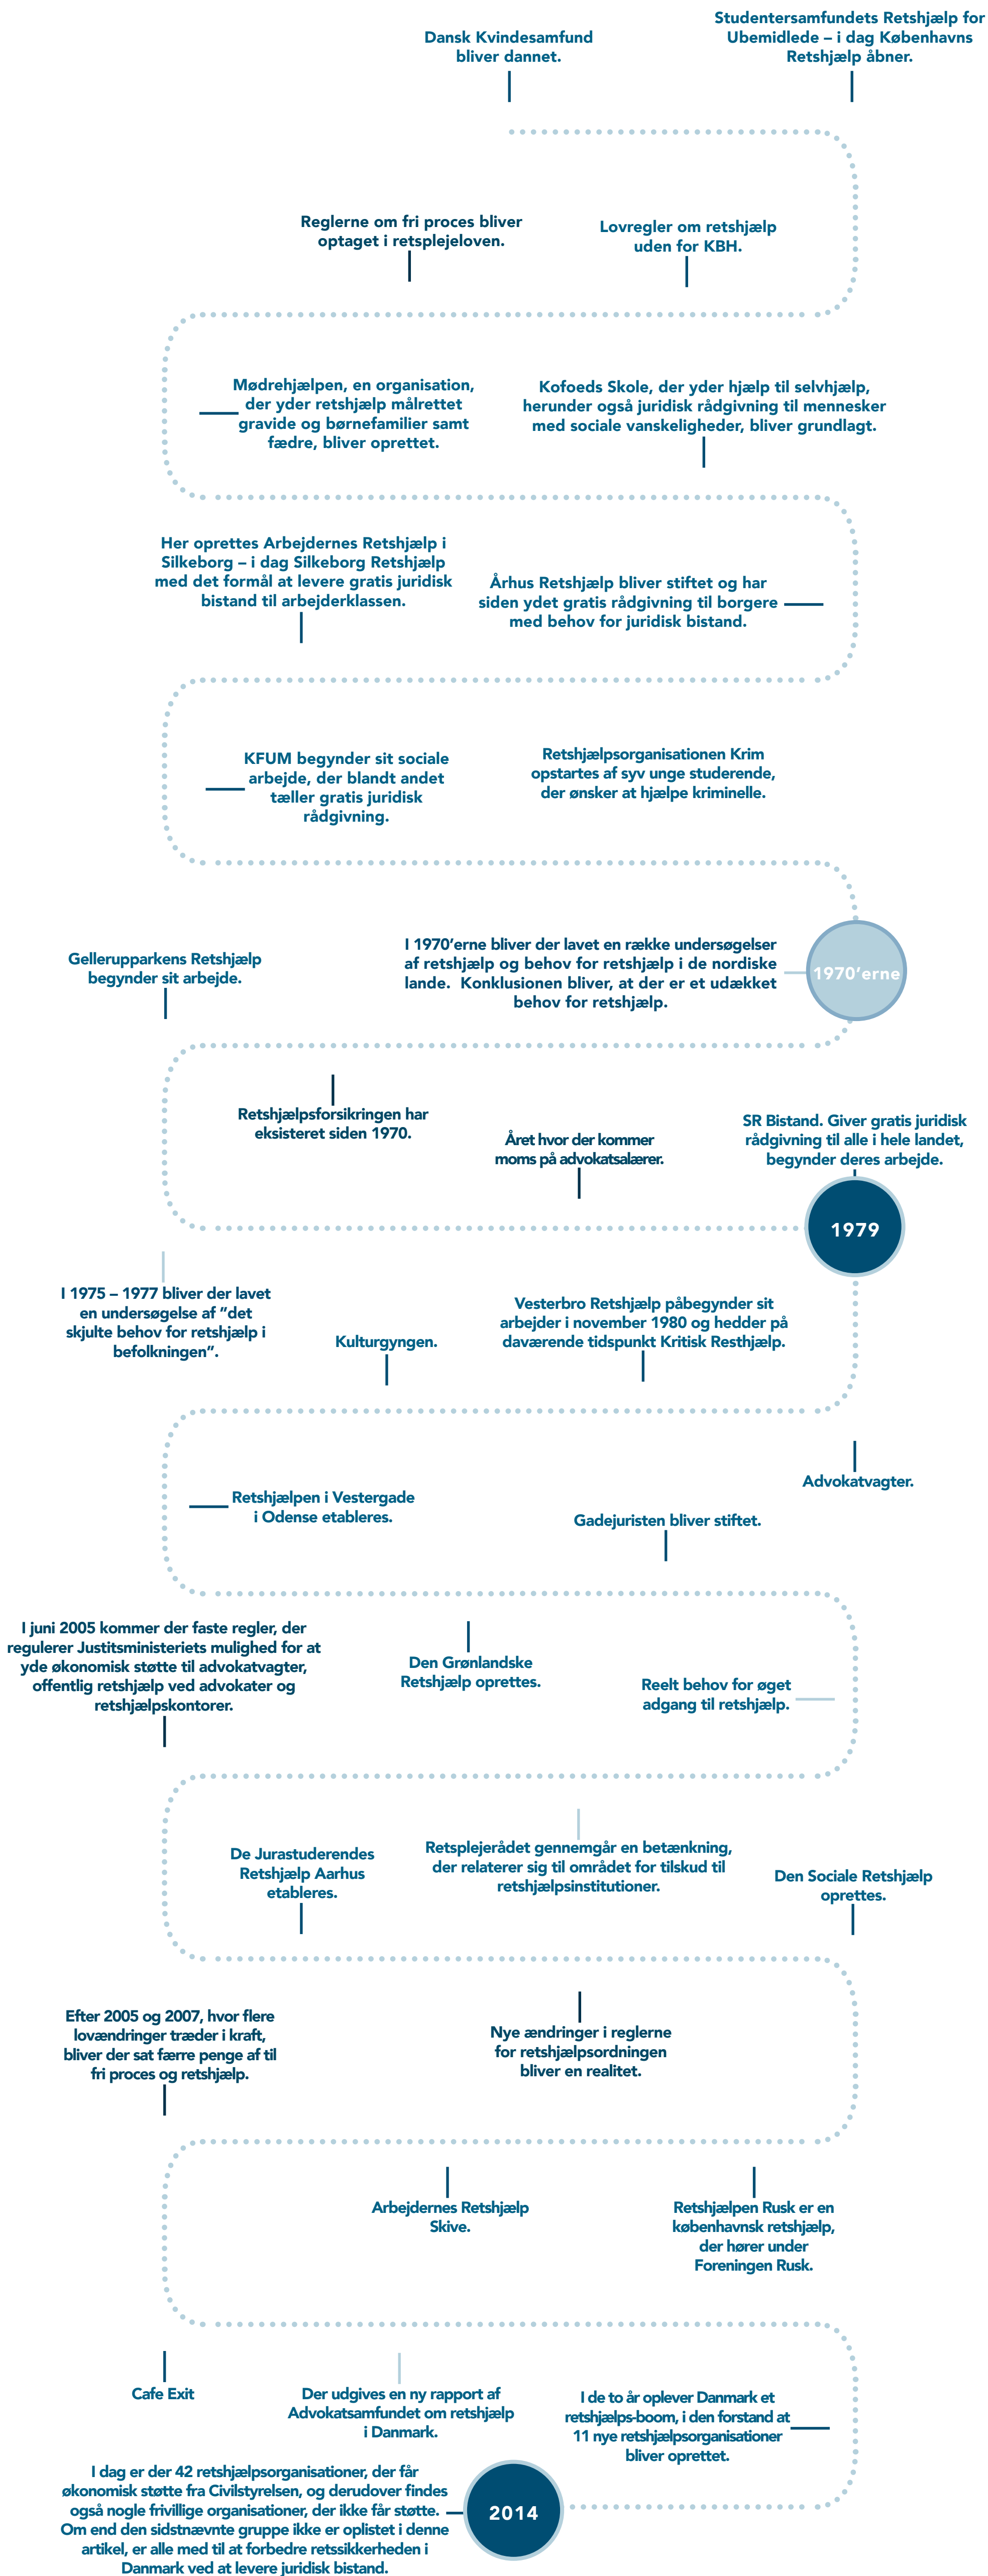 Dansk Kvindesamfund
bliver dannet.
Studentersamfundets Retshjælp for
Ubemidlede – i dag Københavns
Retshjælp åbner.
Reglerne om fri proces bliver
optaget i retsplejeloven.
Lovregler om retshjælp
uden for KBH.
Mødrehjælpen, en organisation,
der yder retshjælp målrettet
gravide og børnefamilier samt
fædre, bliver oprettet.
Kofoeds Skole, der yder hjælp til selvhjælp,
herunder også juridisk rådgivning til mennesker
med sociale vanskeligheder, bliver grundlagt.
Her oprettes Arbejdernes Retshjælp i
Silkeborg – i dag Silkeborg Retshjælp
med det formål at levere gratis juridisk
bistand til arbejderklassen.
Århus Retshjælp bliver stiftet og har
siden ydet gratis rådgivning til borgere
med behov for juridisk bistand.
KFUM begynder sit sociale
arbejde, der blandt andet
tæller gratis juridisk
rådgivning.
Retshjælpsorganisationen Krim
opstartes af syv unge studerende,
der ønsker at hjælpe kriminelle.
Gellerupparkens Retshjælp
begynder sit arbejde.
I 1970’erne bliver der lavet en række undersøgelser
af retshjælp og behov for retshjælp i de nordiske
lande.  Konklusionen bliver, at der er et udækket
behov for retshjælp.
1970’erne
Retshjælpsforsikringen har
eksisteret siden 1970.
Året hvor der kommer
moms på advokatsalærer.
SR Bistand. Giver gratis juridisk
rådgivning til alle i hele landet,
begynder deres arbejde.
1979
I 1975 – 1977 bliver der lavet
en undersøgelse af ”det
skjulte behov for retshjælp i
befolkningen”.
Kulturgyngen.
Vesterbro Retshjælp påbegynder sit
arbejder i november 1980 og hedder på
daværende tidspunkt Kritisk Resthjælp.
Advokatvagter.
Retshjælpen i Vestergade
i Odense etableres.
Gadejuristen bliver stiftet.
I juni 2005 kommer der faste regler, der
regulerer Justitsministeriets mulighed for at
yde økonomisk støtte til advokatvagter,
offentlig retshjælp ved advokater og
retshjælpskontorer.
Den Grønlandske
Retshjælp oprettes.
Reelt behov for øget
adgang til retshjælp.
De Jurastuderendes
Retshjælp Aarhus
etableres.
Retsplejerådet gennemgår en betænkning,
der relaterer sig til området for tilskud til
retshjælpsinstitutioner.
Den Sociale Retshjælp
oprettes.
Efter 2005 og 2007, hvor flere
lovændringer træder i kraft,
bliver der sat færre penge af til
fri proces og retshjælp.
Nye ændringer i reglerne
for retshjælpsordningen
bliver en realitet.
Arbejdernes Retshjælp
Skive.
Retshjælpen Rusk er en
københavnsk retshjælp,
der hører under
Foreningen Rusk.
Cafe Exit
Der udgives en ny rapport af
Advokatsamfundet om retshjælp
i Danmark.
I de to år oplever Danmark et
retshjælps-boom, i den forstand at
11 nye retshjælpsorganisationer
bliver oprettet.
I dag er der 42 retshjælpsorganisationer, der får
økonomisk støtte fra Civilstyrelsen, og derudover findes
også nogle frivillige organisationer, der ikke får støtte.
Om end den sidstnævnte gruppe ikke er oplistet i denne
artikel, er alle med til at forbedre retssikkerheden i
Danmark ved at levere juridisk bistand.
2014